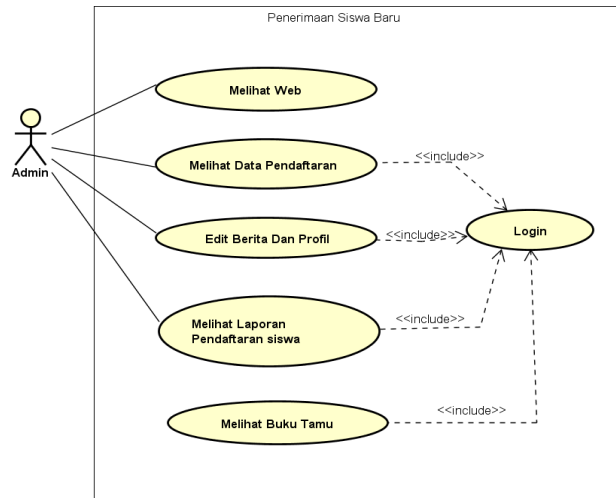 Penerimaan Siswa Baru
Melihat Web
Admin
Melihat Data Pendaftaran
<<include>>
Edit Berita Dan Profil
<<include>>
Login
Melihat Laporan
Pendaftaran siswa
<<include>>
Melihat Buku Tamu
<<include>>